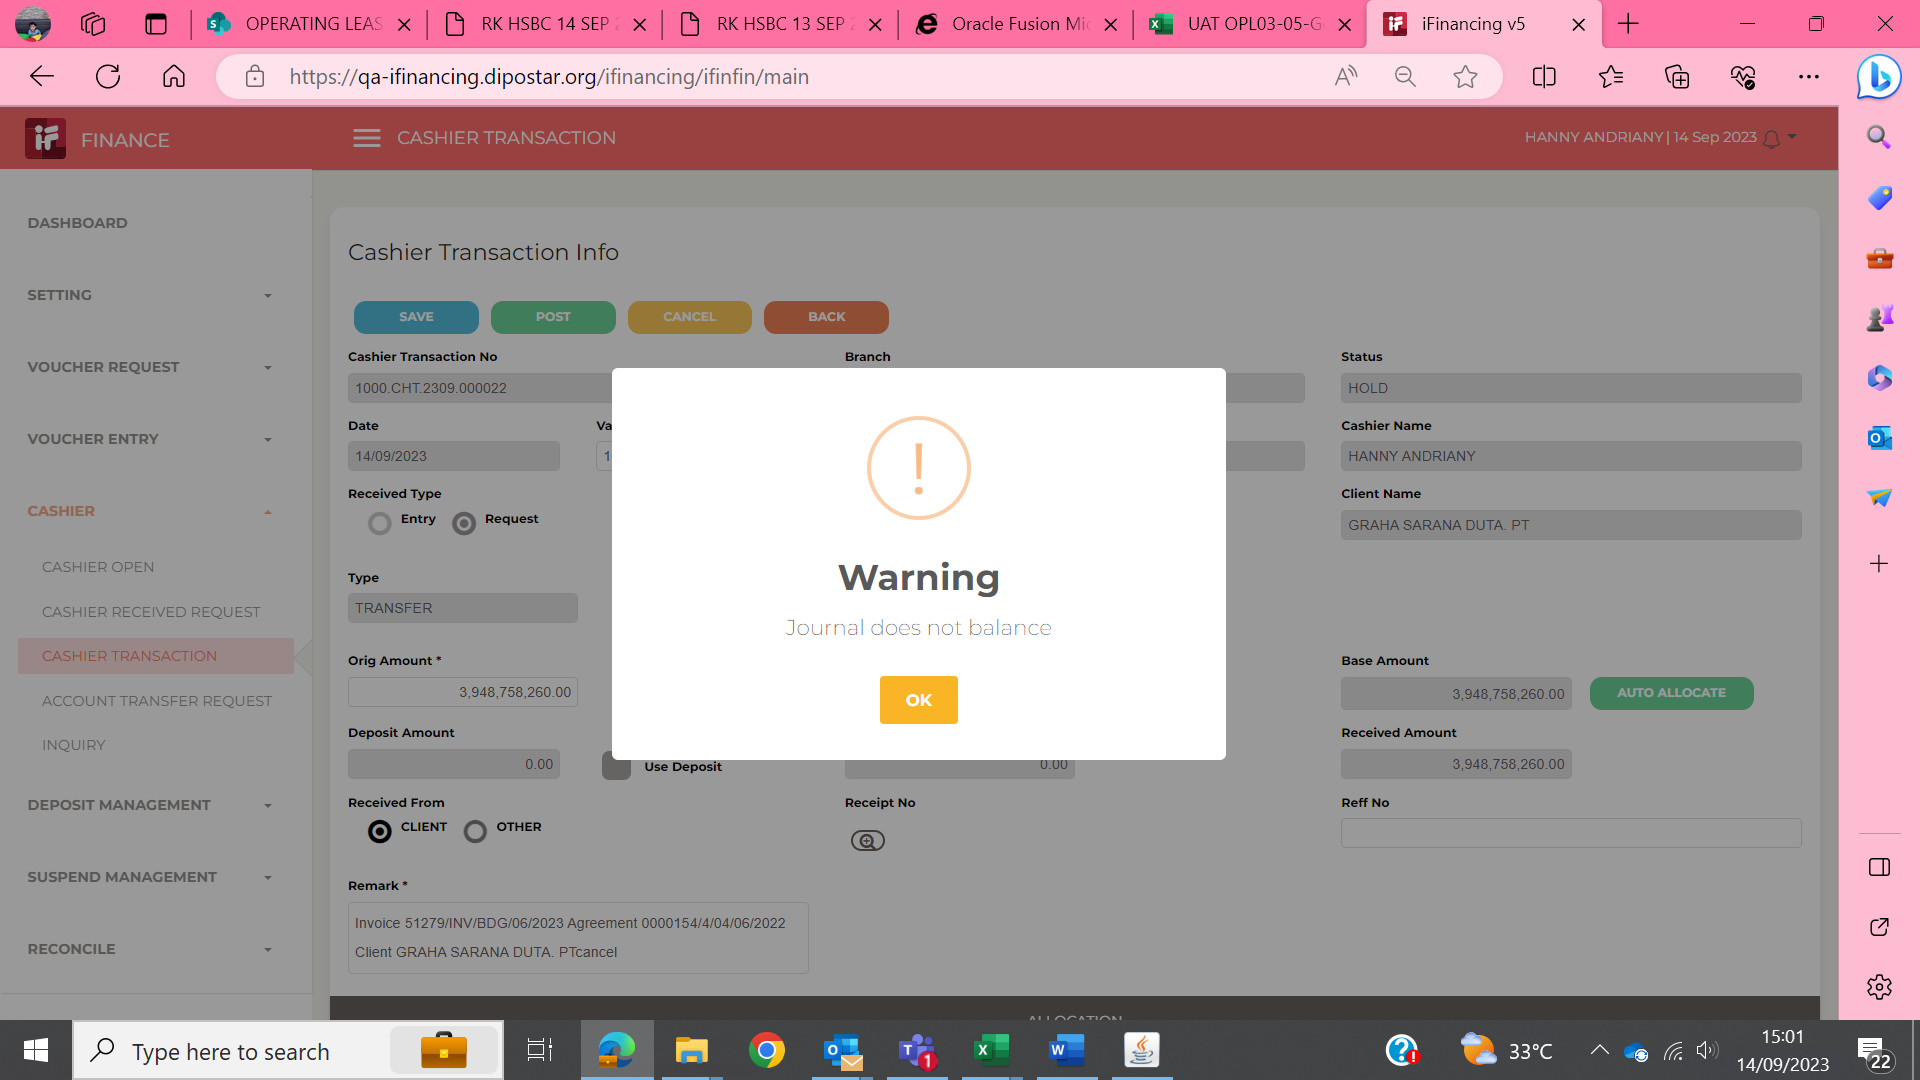 OPERATING LEAS
RK HSBC 14 SEP 2
RK HSBC 13 SEP 2
Oracle Fusion Mi
UAT OPL03-05-G
iFinancing v5
https://qa-ifinancing.dipostar.org/ifinancing/ifinfin/main
iF FINANCE
CASHIER TRANSACTION
HANNY ANDRIANY | 14 Sep 2023
DASHBOARD
SETTING
VOUCHER REQUEST
VOUCHER ENTRY
CASHIER
CASHIER OPEN
CASHIER RECEIVED REQUEST
CASHIER TRANSACTION
ACCOUNT TRANSFER REQUEST
INQUIRY
DEPOSIT MANAGEMENT
SUSPEND MANAGEMENT
RECONCILE
Cashier Transaction Info
SAVE
POST
CANCEL
BACK
Cashier Transaction No
Branch
Status
1000.CHT.2309.000022
HOLD
Date
Va
Cashier Name
14/09/2023
1
HANNY ANDRIANY
Received Type
Client Name
Entry
Request
GRAHA SARANA DUTA. PT
Type
TRANSFER
Warning
Journal does not balance
OK
Orig Amount *
Base Amount
3,948,758,260.00
3,948,758,260.00
AUTO ALLOCATE
Deposit Amount
Received Amount
0.00
Use Deposit
0.00
3,948,758,260.00
Received From
Receipt No
Reff No
CLIENT
OTHER
Remark *
Invoice 51279/INV/BDG/06/2023 Agreement 0000154/4/04/06/2022
Client GRAHA SARANA DUTA. PTcancel
ALLOCATION
Type here to search
1
33°C
15:01
14/09/2023
22